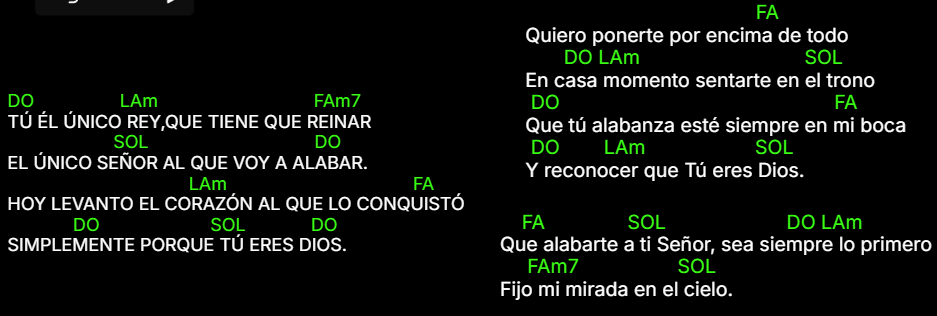 DO LAm FAm7
TÚ ÉL ÚNICO REY,QUE TIENE QUE REINAR
SOL DO
EL ÚNICO SEÑOR AL QUE VOY A ALABAR.
LAm FA
HOY LEVANTO EL CORAZÓN AL QUE LO CONQUISTÓ
DO SOL DO
SIMPLEMENTE PORQUE TÚ ERES DIOS.
FA
Quiero ponerte por encima de todo
DO LAm SOL
En casa momento sentarte en el trono
DO FA
Que tú alabanza esté siempre en mi boca
DO LAm SOL
Y reconocer que Tú eres Dios.
FA SOL DO LAm
Que alabarte a ti Señor, sea siempre lo primero
FAm7 SOL
Fijo mi mirada en el cielo.